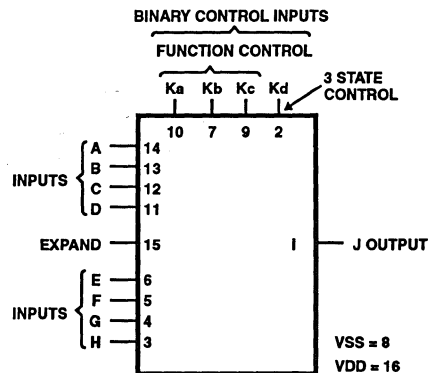 BINARY CONTROL INPUTS
FUNCTION CONTROL
Ka Kb Kc Kd
3 STATE
CONTROL
10 7 9 2
A 14
B 13
INPUTS
C 12
D 11
EXPAND 15 I J OUTPUT
E 6
F 5
INPUTS
G 4
H 3
VSS = 8
VDD = 16